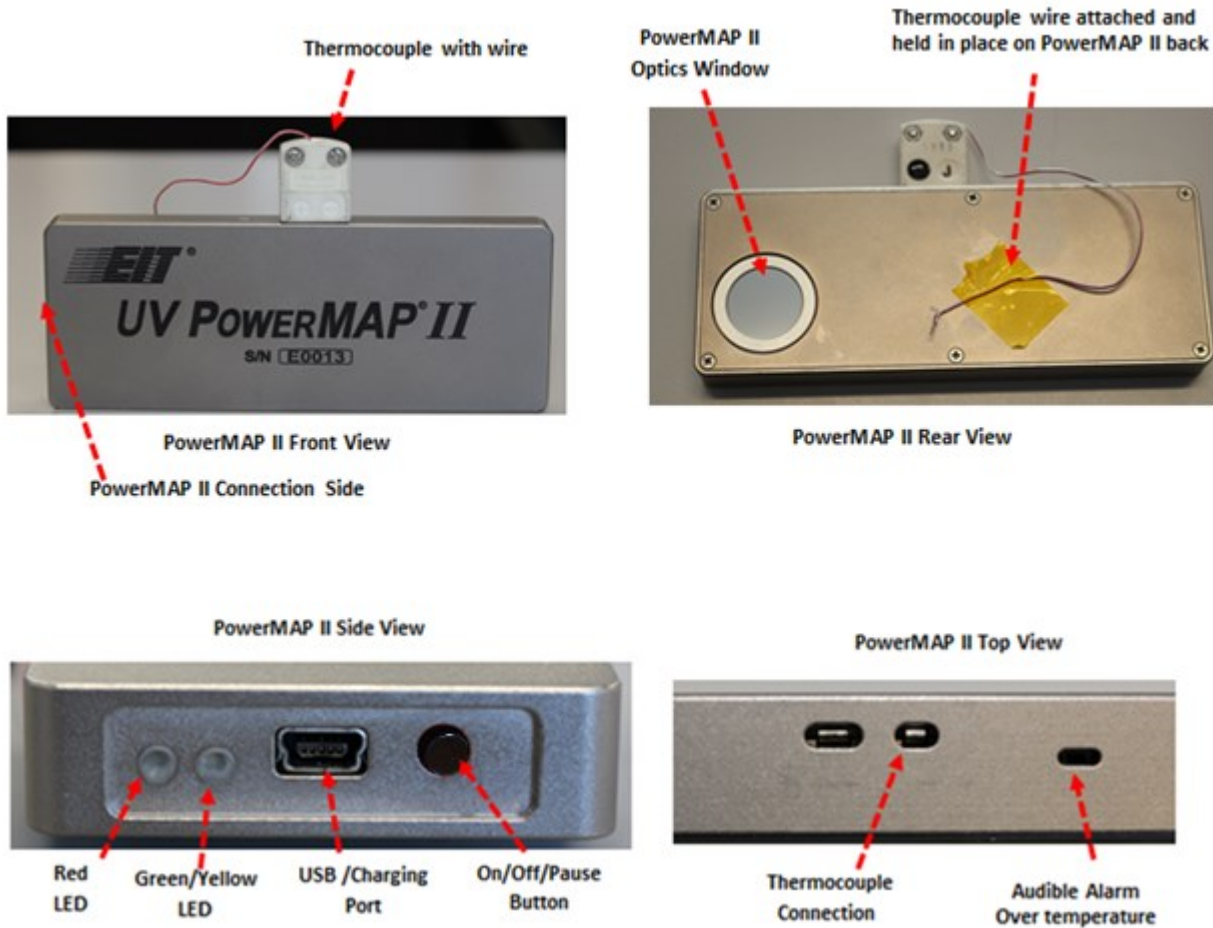 Thermocouple with wire
PowerMAP II
Optics Window
Thermocouple wire attached and
held in place on PowerMAP II back
EIT®
UV POWERMAP® II
S/N E0013
J
PowerMAP II Front View
PowerMAP II Connection Side
PowerMAP II Rear View
PowerMAP II Side View
PowerMAP II Top View
Red
LED
Green/Yellow
LED
USB /Charging
Port
On/Off/Pause
Button
Thermocouple
Connection
Audible Alarm
Over temperature